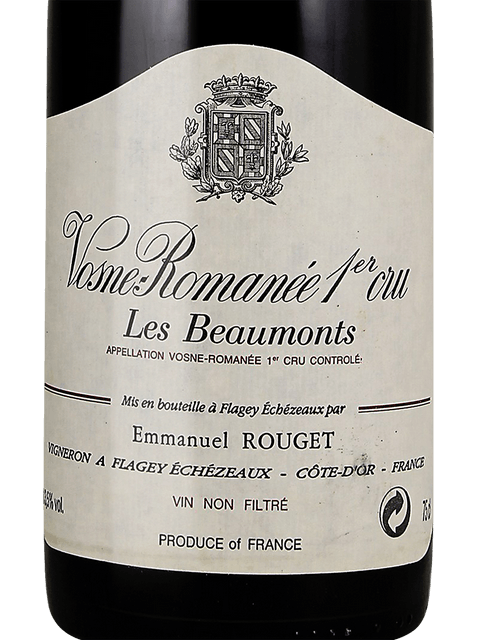 Vosne-Romanée 1er cru
Les Beaumonts
APPELLATION VOSNE-ROMANÉE 1er CRU CONTROLÉ
Mis en bouteille à Flagey Échézeaux par
Emmanuel ROUGET
VIGNERON A FLAGEY ÉCHÉZEAUX - CÔTE-D'OR - FRANCE
VIN NON FILTRÉ
PRODUCE of FRANCE